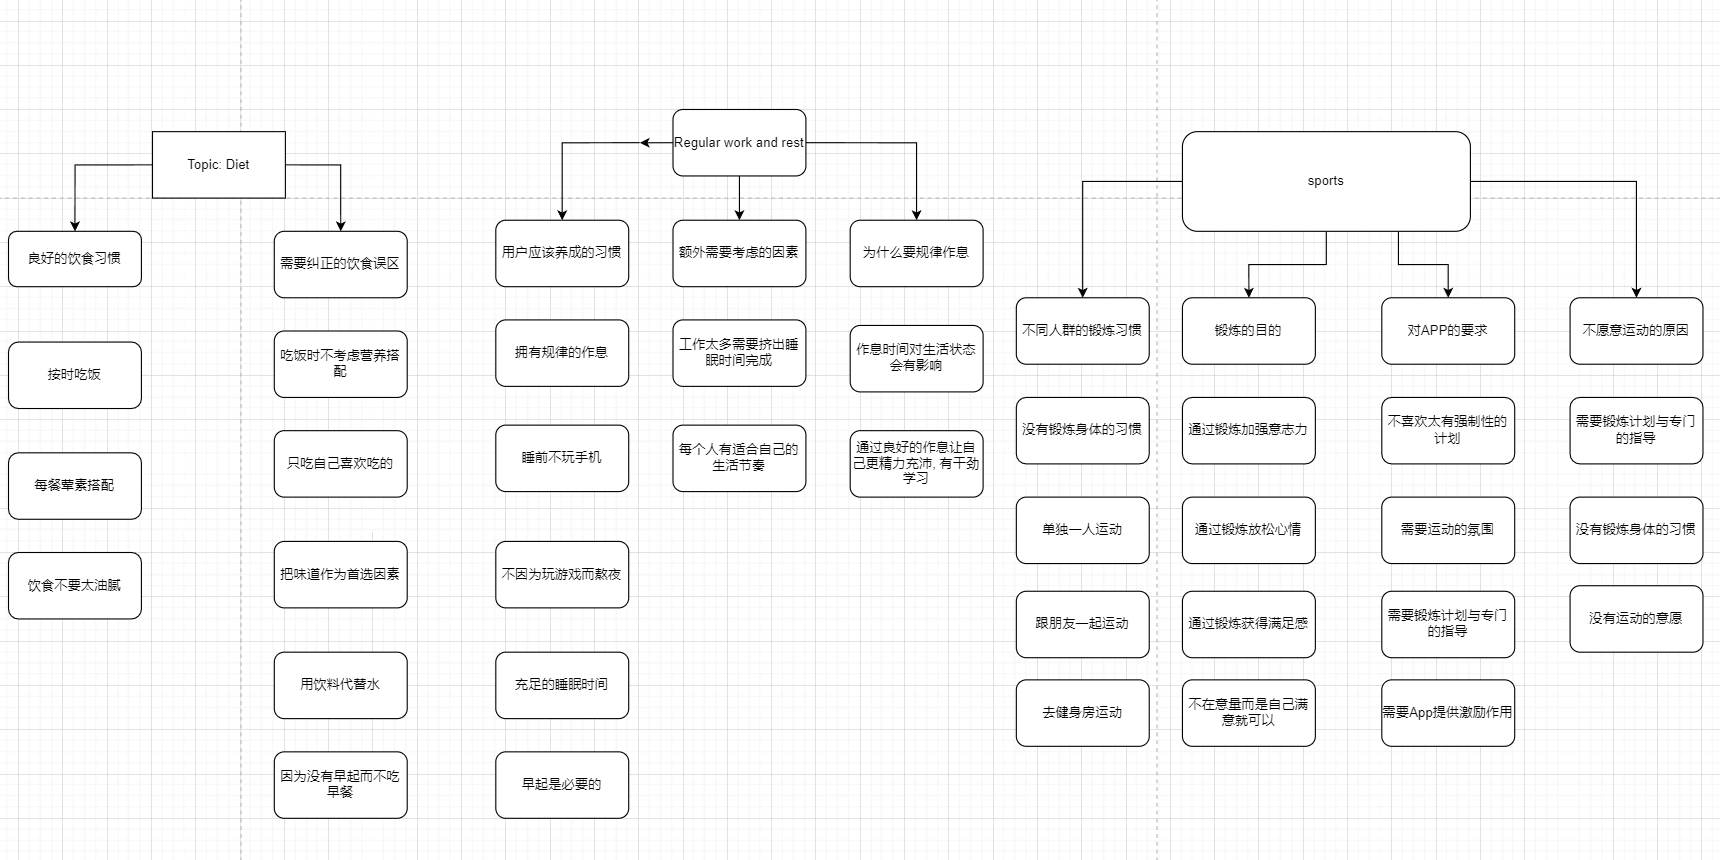 Topic: Diet
良好的饮食习惯
按时吃饭
每餐荤素搭配
饮食不要太油腻
需要纠正的饮食误区
吃饭时不考虑营养搭
配
只吃自己喜欢吃的
把味道作为首选因素
用饮料代替水
因为没有早起而不吃
早餐
Regular work and rest
用户应该养成的习惯
拥有规律的作息
睡前不玩手机
不因为玩游戏而熬夜
充足的睡眠时间
早起是必要的
额外需要考虑的因素
工作太多需要挤出睡
眠时间完成
每个人有适合自己的
生活节奏
为什么要规律作息
作息时间对生活状态
会有影响
通过良好的作息让自
己更精力充沛, 有干劲
学习
sports
不同人群的锻炼习惯
没有锻炼身体的习惯
单独一人运动
跟朋友一起运动
去健身房运动
锻炼的目的
通过锻炼加强意志力
通过锻炼放松心情
通过锻炼获得满足感
不在意量而是自己满
意就可以
对APP的要求
不喜欢太有强制性的
计划
需要运动的氛围
需要锻炼计划与专门
的指导
需要App提供激励作用
不愿意运动的原因
需要锻炼计划与专门
的指导
没有锻炼身体的习惯
没有运动的意愿